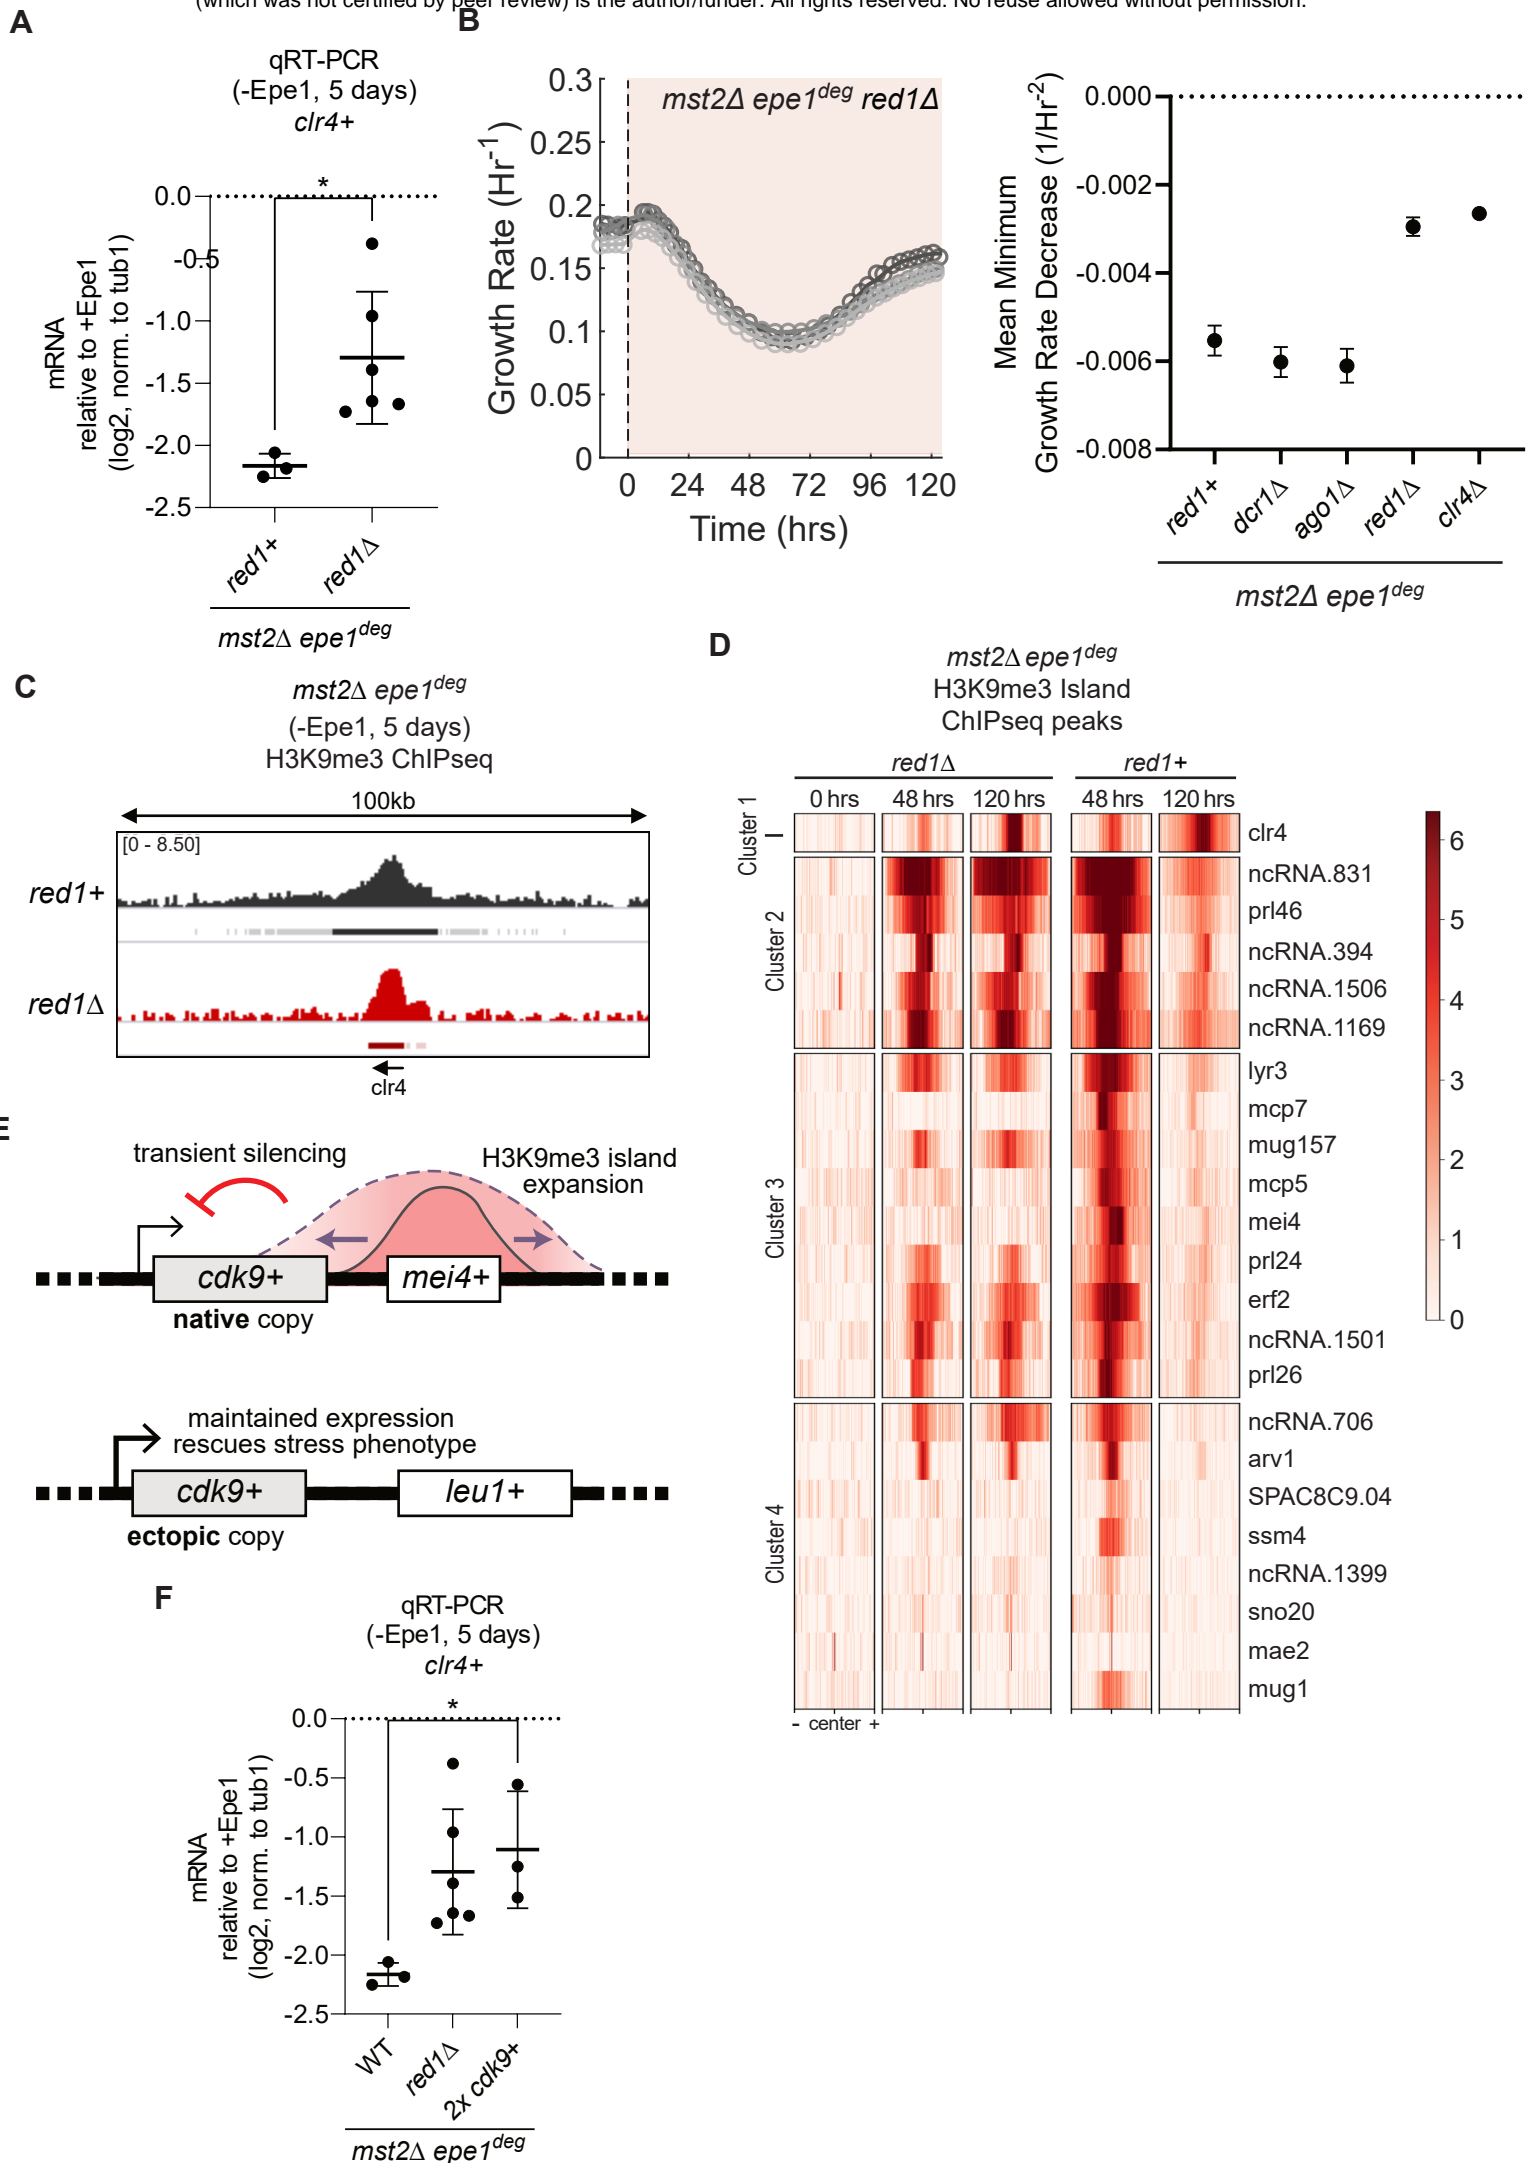 (which was not certified by peer review) is the author/funder. All rights reserved. No reuse allowed without permission.
A
qRT-PCR
(-Epe1, 5 days)
clr4+
*
0.0
-0.5
-1.0
-1.5
-2.0
-2.5
mRNA
relative to +Epe1
(log2, norm. to tub1)
red1+
red1Δ
mst2Δ epe1deg
B
mst2Δ epe1deg red1Δ
0.3
0.25
0.2
0.15
0.1
0.05
0
Growth Rate (Hr-1)
0 24 48 72 96 120
Time (hrs)
0.000
-0.002
-0.004
-0.006
-0.008
Mean Minimum
Growth Rate Decrease (1/Hr-2)
red1+
dcr1Δ
ago1Δ
red1Δ
clr4Δ
mst2Δ epe1deg
C
mst2Δ epe1deg
(-Epe1, 5 days)
H3K9me3 ChIPseq
100kb
[0 - 8.50]
red1+
red1Δ
clr4
D
mst2Δ epe1deg
H3K9me3 Island
ChIPseq peaks
red1Δ red1+
0 hrs 48 hrs 120 hrs 48 hrs 120 hrs
Cluster 1
clr4
Cluster 2
ncRNA.831
prl46
ncRNA.394
ncRNA.1506
ncRNA.1169
Cluster 3
lyr3
mcp7
mug157
mcp5
mei4
prl24
erf2
ncRNA.1501
prl26
Cluster 4
ncRNA.706
arv1
SPAC8C9.04
ssm4
ncRNA.1399
sno20
mae2
mug1
- center +
6
5
4
3
2
1
0
E
transient silencing
H3K9me3 island
expansion
cdk9+
mei4+
native copy
maintained expression
rescues stress phenotype
cdk9+
leu1+
ectopic copy
F
qRT-PCR
(-Epe1, 5 days)
clr4+
*
0.0
-0.5
-1.0
-1.5
-2.0
-2.5
mRNA
relative to +Epe1
(log2, norm. to tub1)
WT
red1Δ
2x cdk9+
mst2Δ epe1deg